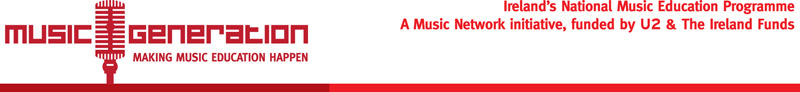 music generation
MAKING MUSIC EDUCATION HAPPEN
Ireland's National Music Education Programme
A Music Network initiative, funded by U2 & The Ireland Funds